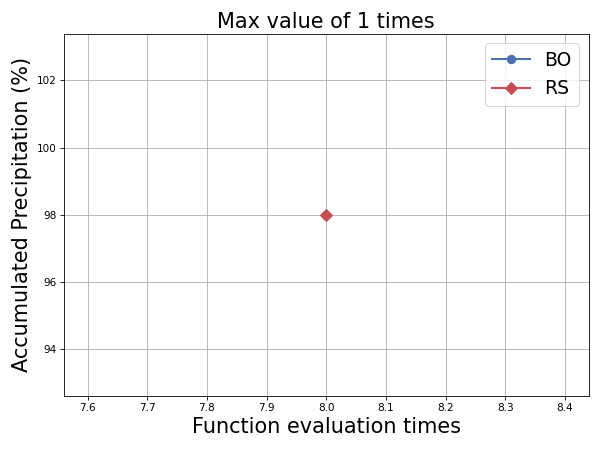 Max value of 1 times
BO
RS
Accumulated Precipitation (%)
102
100
98
96
94
7.6 7.7 7.8 7.9 8.0 8.1 8.2 8.3 8.4
Function evaluation times